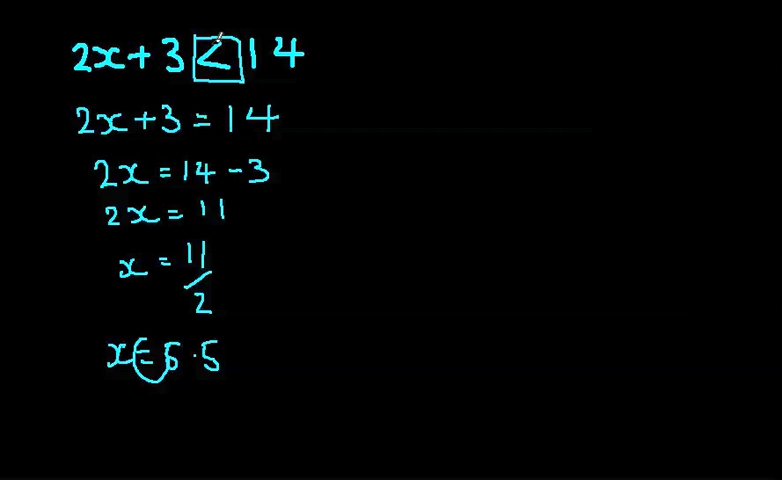 2x + 3 < 14
2x + 3 = 14
2x = 14 - 3
2x = 11
x = 11/2
x = 5.5